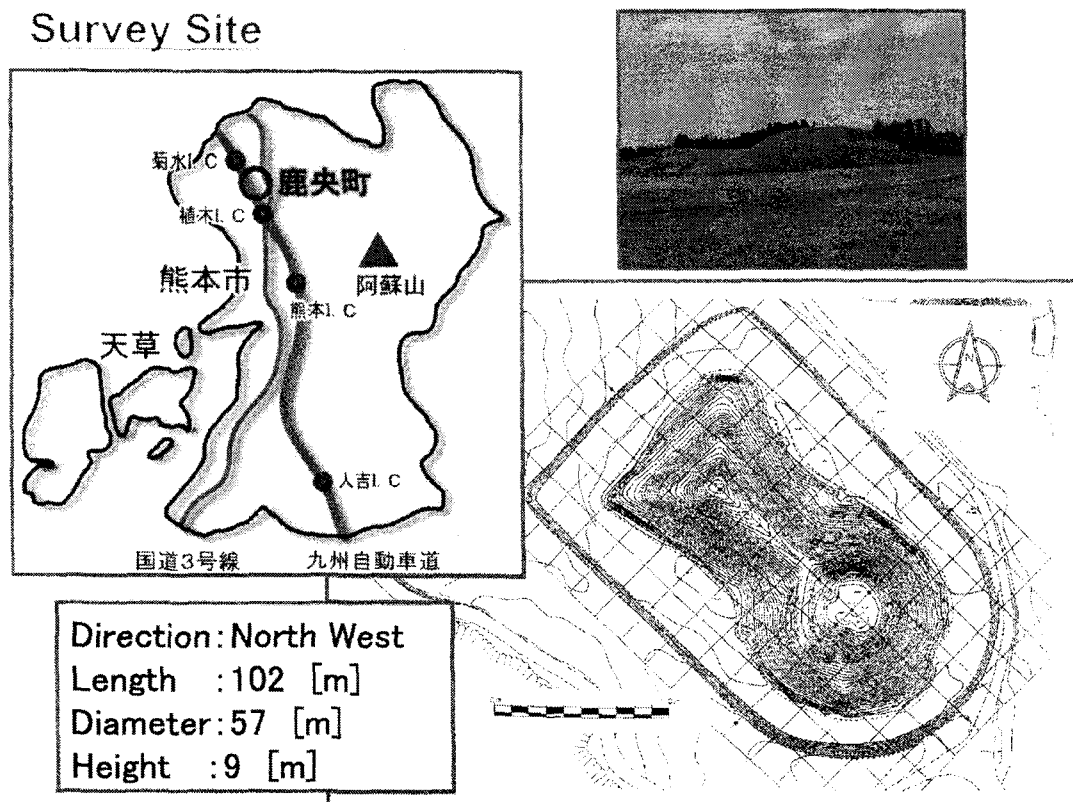 Survey Site
菊水I. C
鹿央町
植木I. C
熊本市
阿蘇山
熊本I. C
天草
人吉I. C
国道3号線
九州自動車道
N
Direction:North West
Length :102 [m]
Diameter:57 [m]
Height :9 [m]